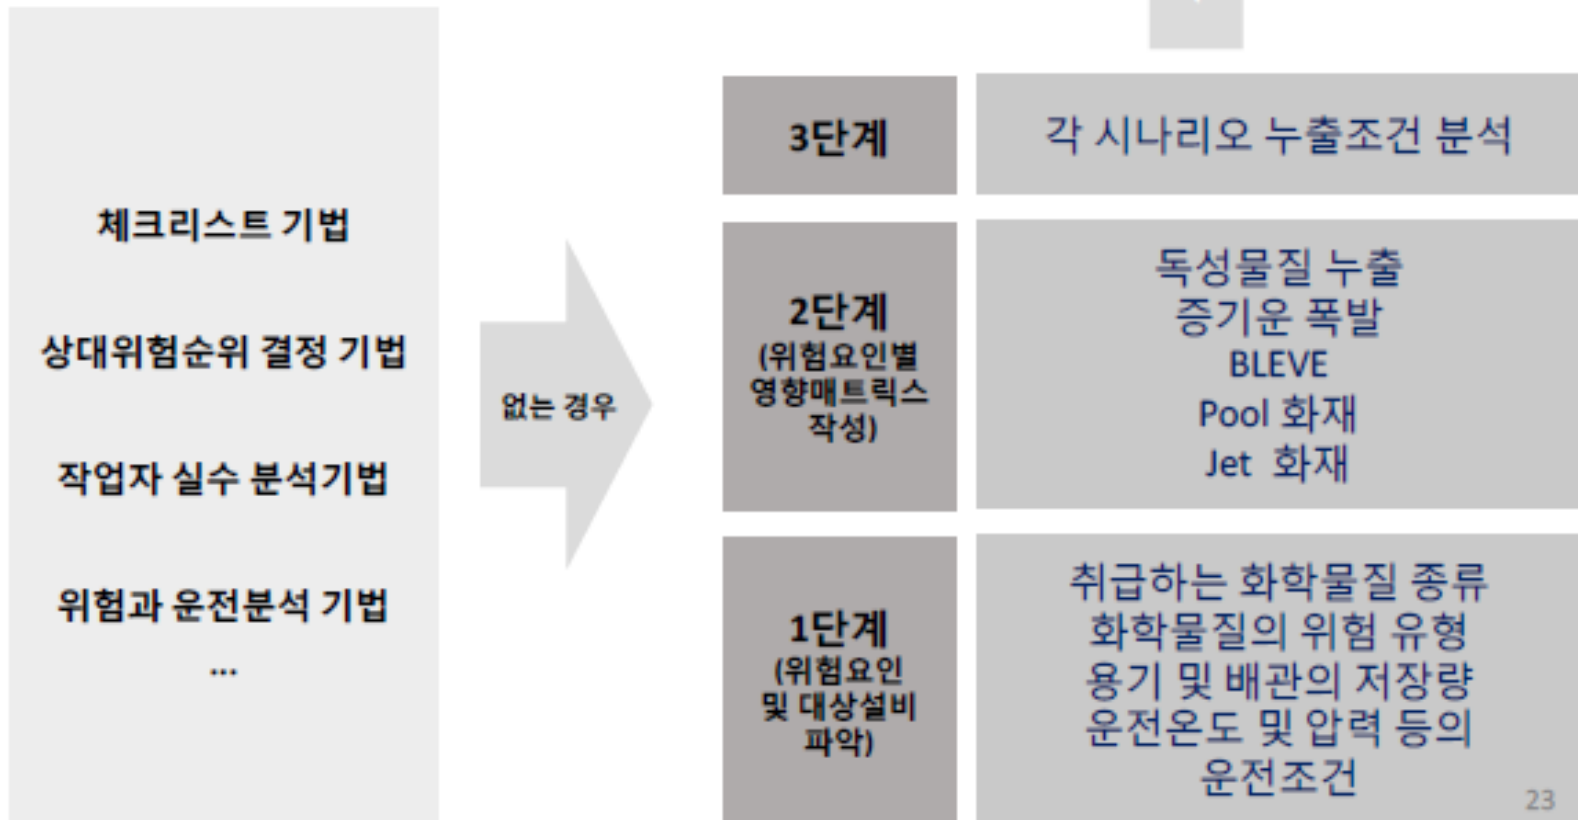 체크리스트 기법
상대위험순위 결정 기법
작업자 실수 분석기법
위험과 운전분석 기법
...
없는 경우
3단계
각 시나리오 누출조건 분석
2단계
(위험요인별
영향매트릭스
작성)
독성물질 누출
증기운 폭발
BLEVE
Pool 화재
Jet 화재
1단계
(위험요인
및 대상설비
파악)
취급하는 화학물질 종류
화학물질의 위험 유형
용기 및 배관의 저장량
운전온도 및 압력 등의
운전조건
23